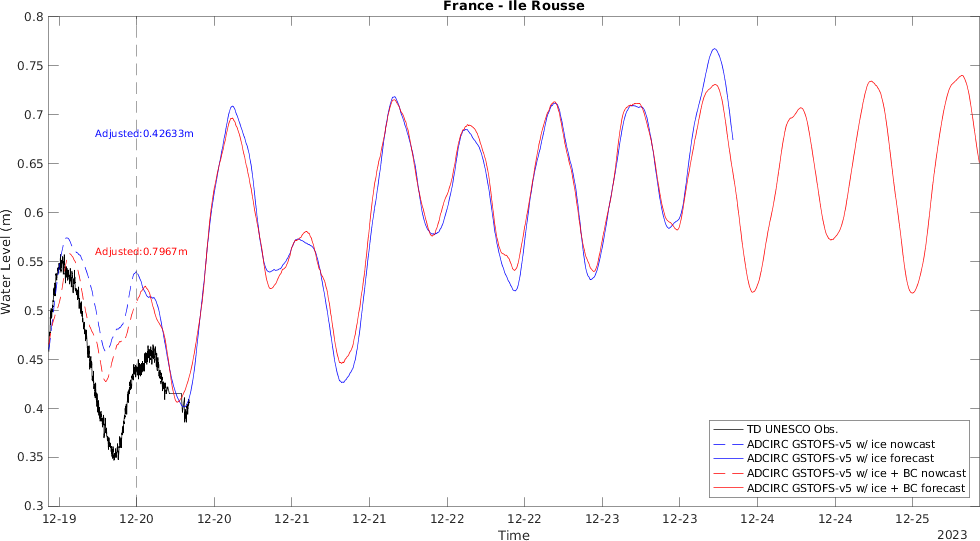 France - Ile Rousse
0.8
0.75
0.7
0.65
0.6
0.55
0.5
0.45
0.4
0.35
0.3
Water Level (m)
Adjusted:0.42633m
Adjusted:0.7967m
TD UNESCO Obs.
ADCIRC GSTOFS-v5 w/ ice nowcast
ADCIRC GSTOFS-v5 w/ ice forecast
ADCIRC GSTOFS-v5 w/ ice + BC nowcast
ADCIRC GSTOFS-v5 w/ ice + BC forecast
12-19 12-20 12-20 12-21 12-21 12-22 12-22 12-23 12-23 12-24 12-24 12-25
Time
2023